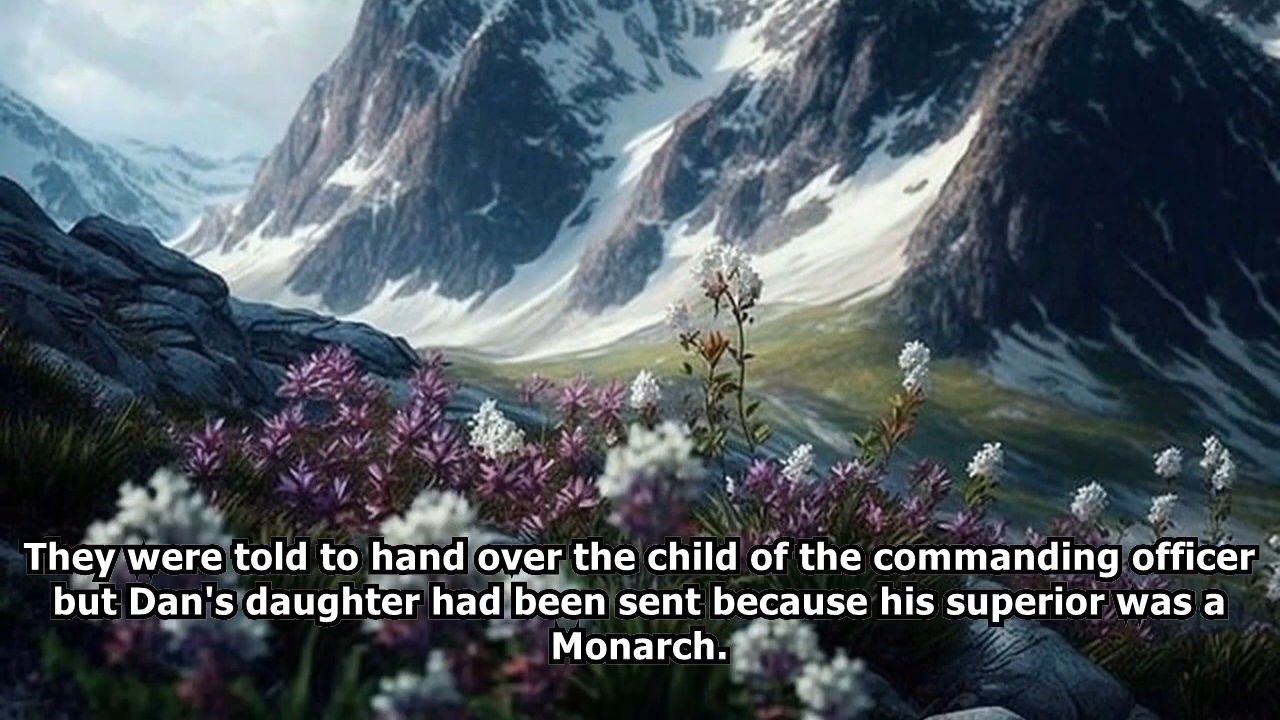 They were told to hand over the child of the commanding officer
but Dan's daughter had been sent because his superior was a
Monarch.